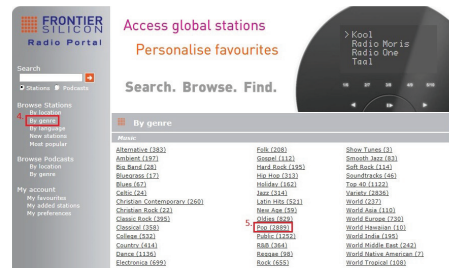 FRONTIER
SILICON
Radio Portal
Search
Stations Podcasts
Browse Stations
By location
4. By genre
By language
New stations
Most popular
Browse Podcasts
By location
By genre
My account
My favourites
My added stations
My preferences
Access global stations
Personalise favourites
Search. Browse. Find.
> Kool
Radio Moris
Radio One
Taal
By genre
Music:
Alternative (383)
Ambient (197)
Big Band (28)
Bluegrass (17)
Blues (67)
Celtic (24)
Christian Contemporary (260)
Christian Rock (22)
Classical (358)
College (532)
Country (414)
Dance (1136)
Electronica (699)
Folk (208)
Gospel (112)
Hard Rock (195)
Hip Hop (313)
Holiday (162)
Jazz (314)
Latin Hits (521)
New Age (59)
Oldies (829)
5. Pop (2889)
Public (1252)
R&B (364)
Reggae (98)
Rock (655)
Show Tunes (3)
Smooth Jazz (83)
Soft Rock (114)
Soundtracks (46)
Top 40 (1122)
Variety (2836)
World (237)
World Asia (110)
World Europe (730)
World Hawaiian (10)
World India (195)
World Middle East (242)
World Native American (7)
World Tropical (108)